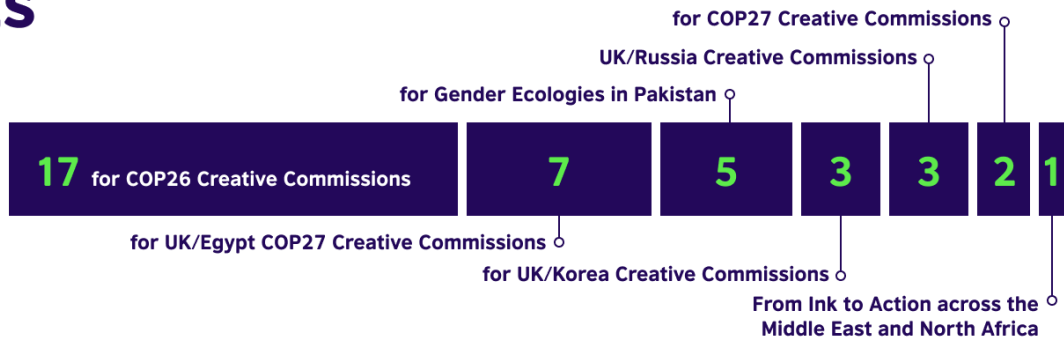 for COP27 Creative Commissions
UK/Russia Creative Commissions
for Gender Ecologies in Pakistan
17 for COP26 Creative Commissions
7
5
3
3
2
1
for UK/Egypt COP27 Creative Commissions
for UK/Korea Creative Commissions
From Ink to Action across the
Middle East and North Africa